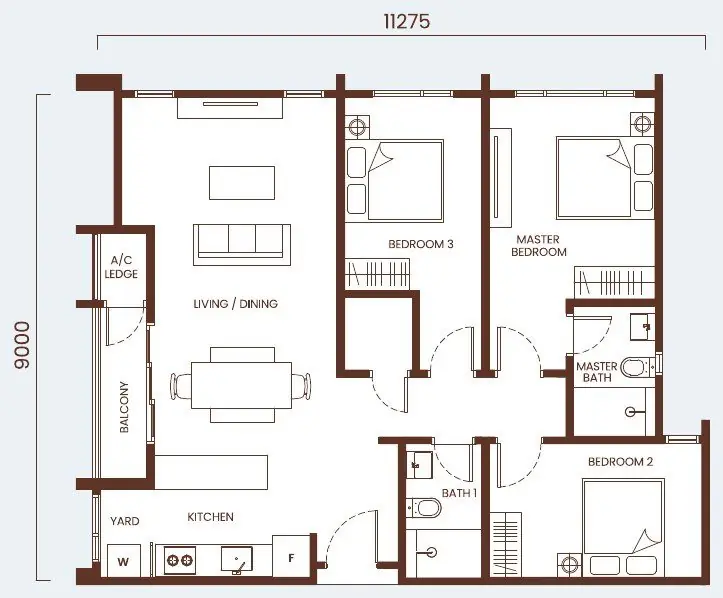 11275
9000
A/C
LEDGE
LIVING / DINING
BEDROOM 3
MASTER
BEDROOM
BALCONY
MASTER
BATH
BEDROOM 2
BATH 1
YARD
KITCHEN
W
F